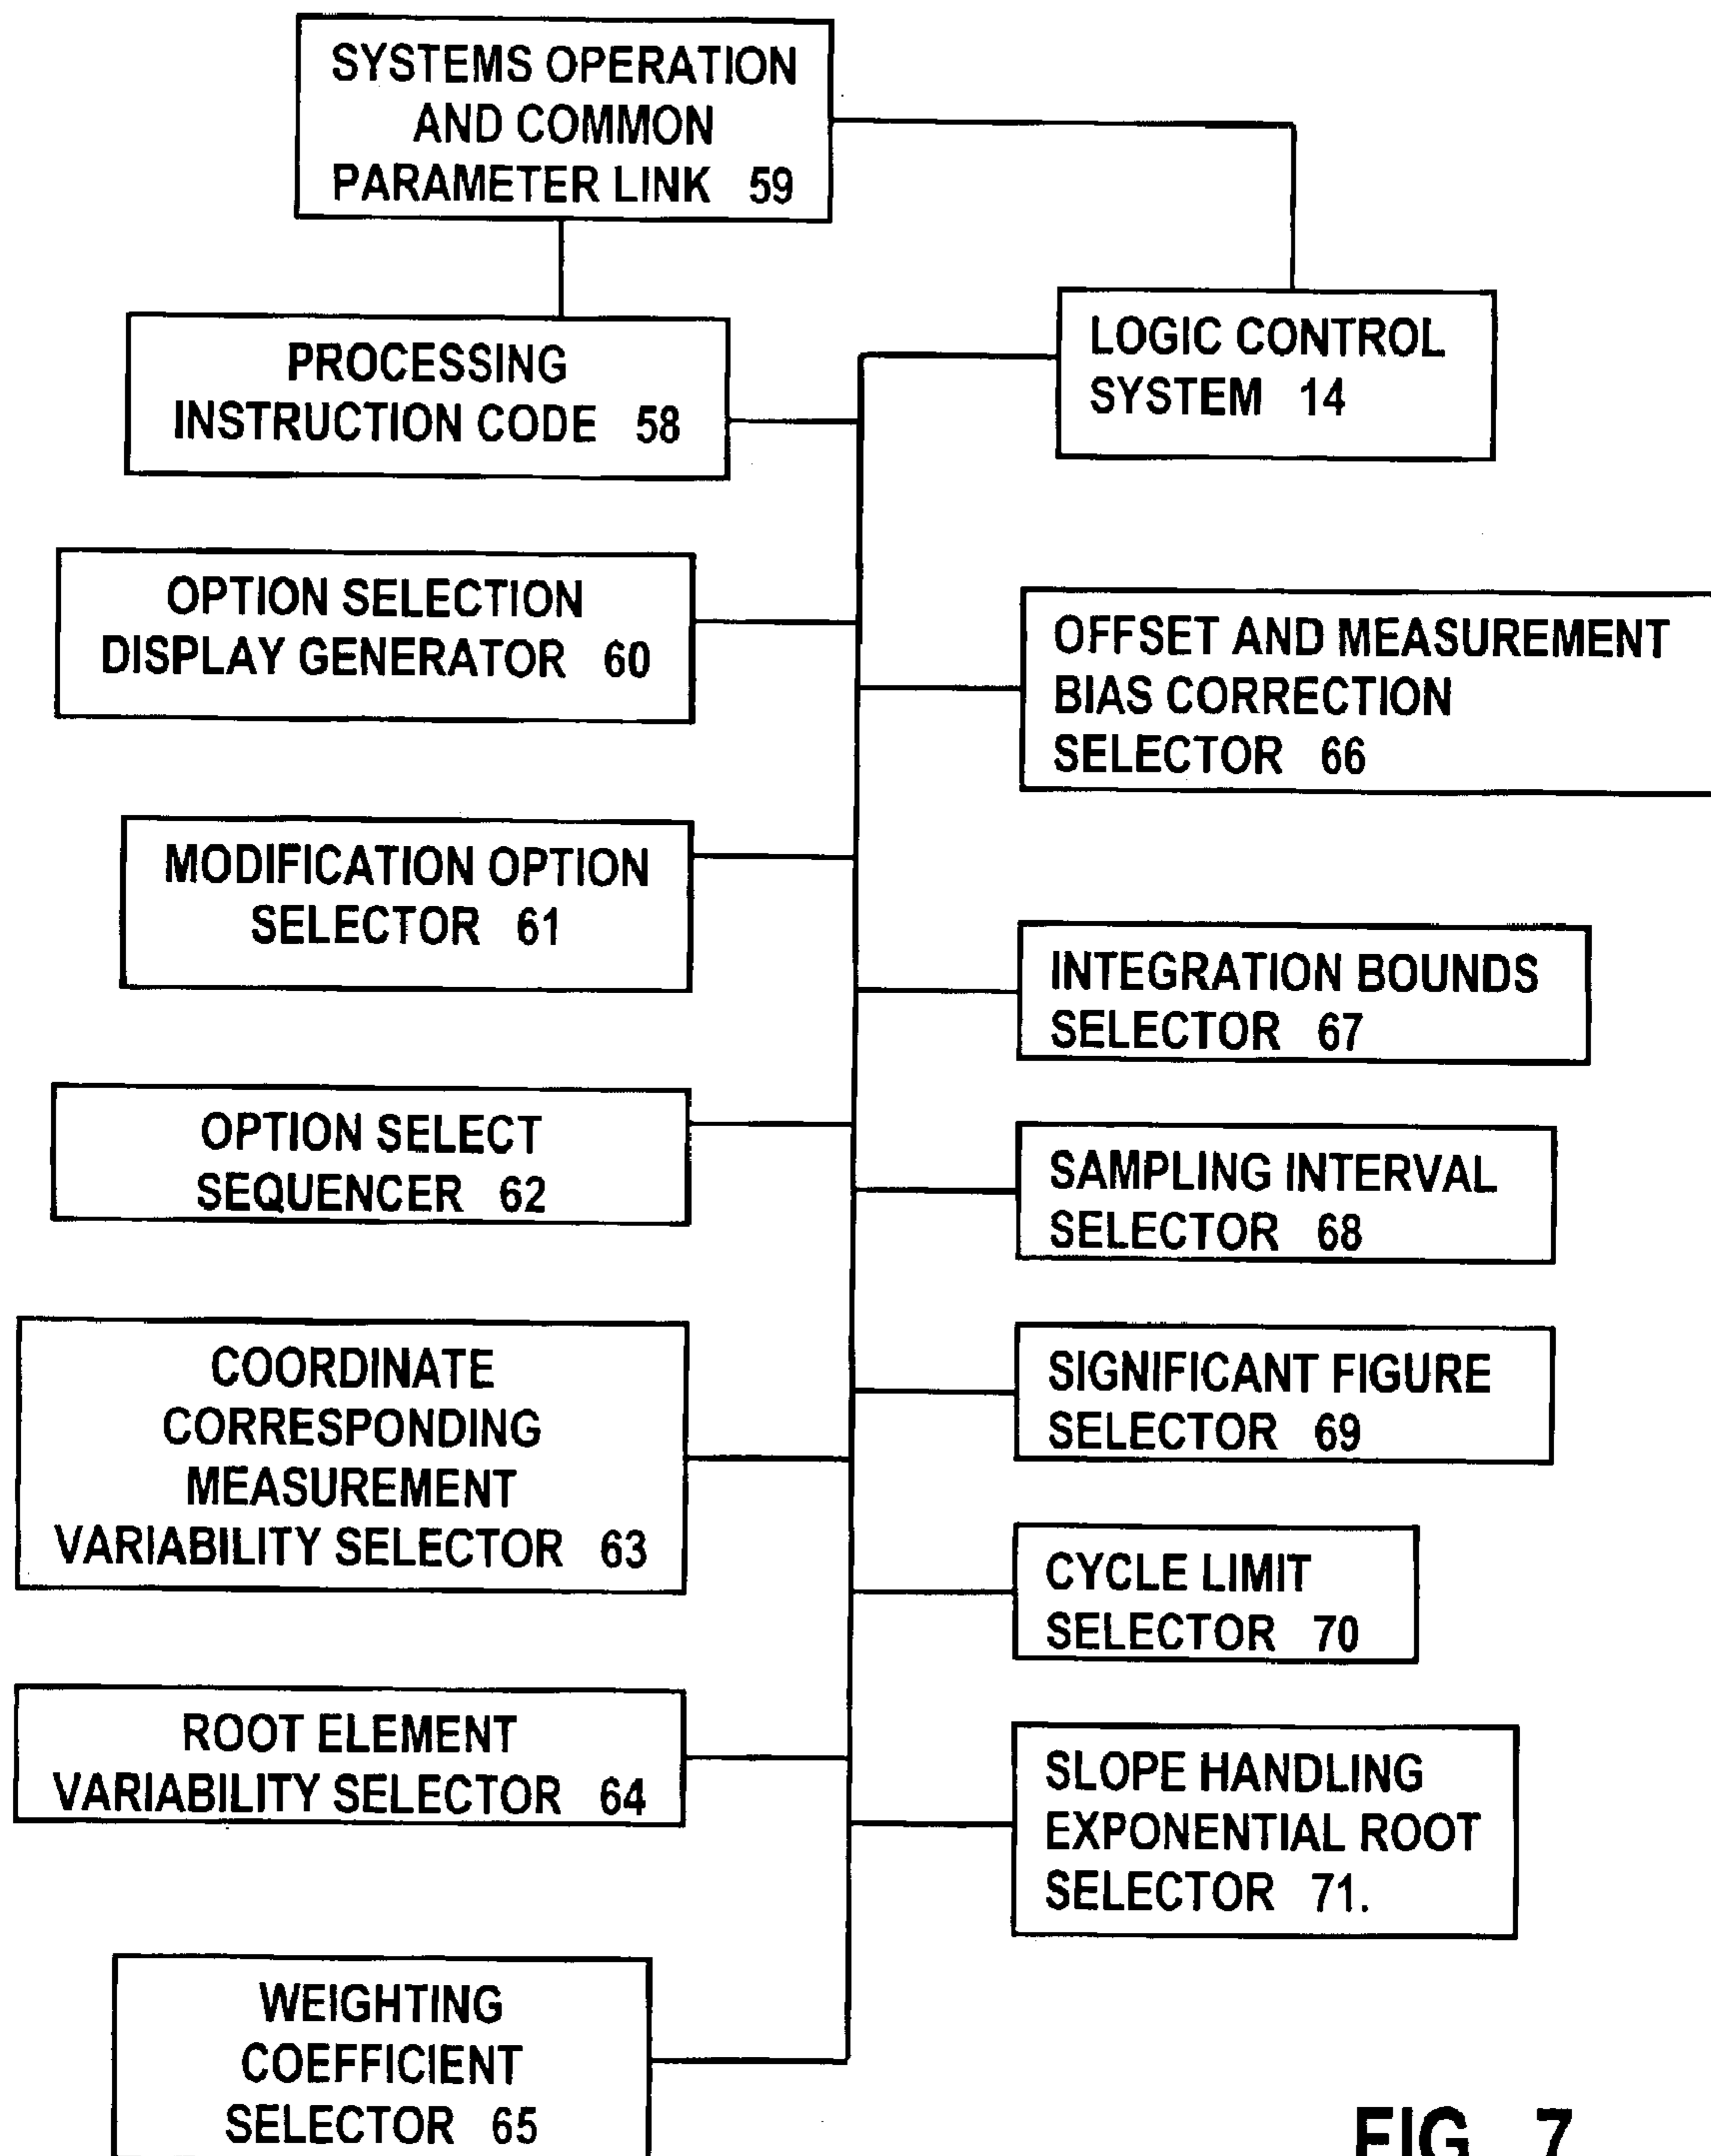 SYSTEMS OPERATION
AND COMMON
PARAMETER LINK 59
PROCESSING
INSTRUCTION CODE 58
LOGIC CONTROL
SYSTEM 14
OPTION SELECTION
DISPLAY GENERATOR 60
OFFSET AND MEASUREMENT
BIAS CORRECTION
SELECTOR 66
MODIFICATION OPTION
SELECTOR 61
INTEGRATION BOUNDS
SELECTOR 67
OPTION SELECT
SEQUENCER 62
SAMPLING INTERVAL
SELECTOR 68
COORDINATE
CORRESPONDING
MEASUREMENT
VARIABILITY SELECTOR 63
SIGNIFICANT FIGURE
SELECTOR 69
CYCLE LIMIT
SELECTOR 70
ROOT ELEMENT
VARIABILITY SELECTOR 64
SLOPE HANDLING
EXPONENTIAL ROOT
SELECTOR 71.
WEIGHTING
COEFFICIENT
SELECTOR 65
FIG 7